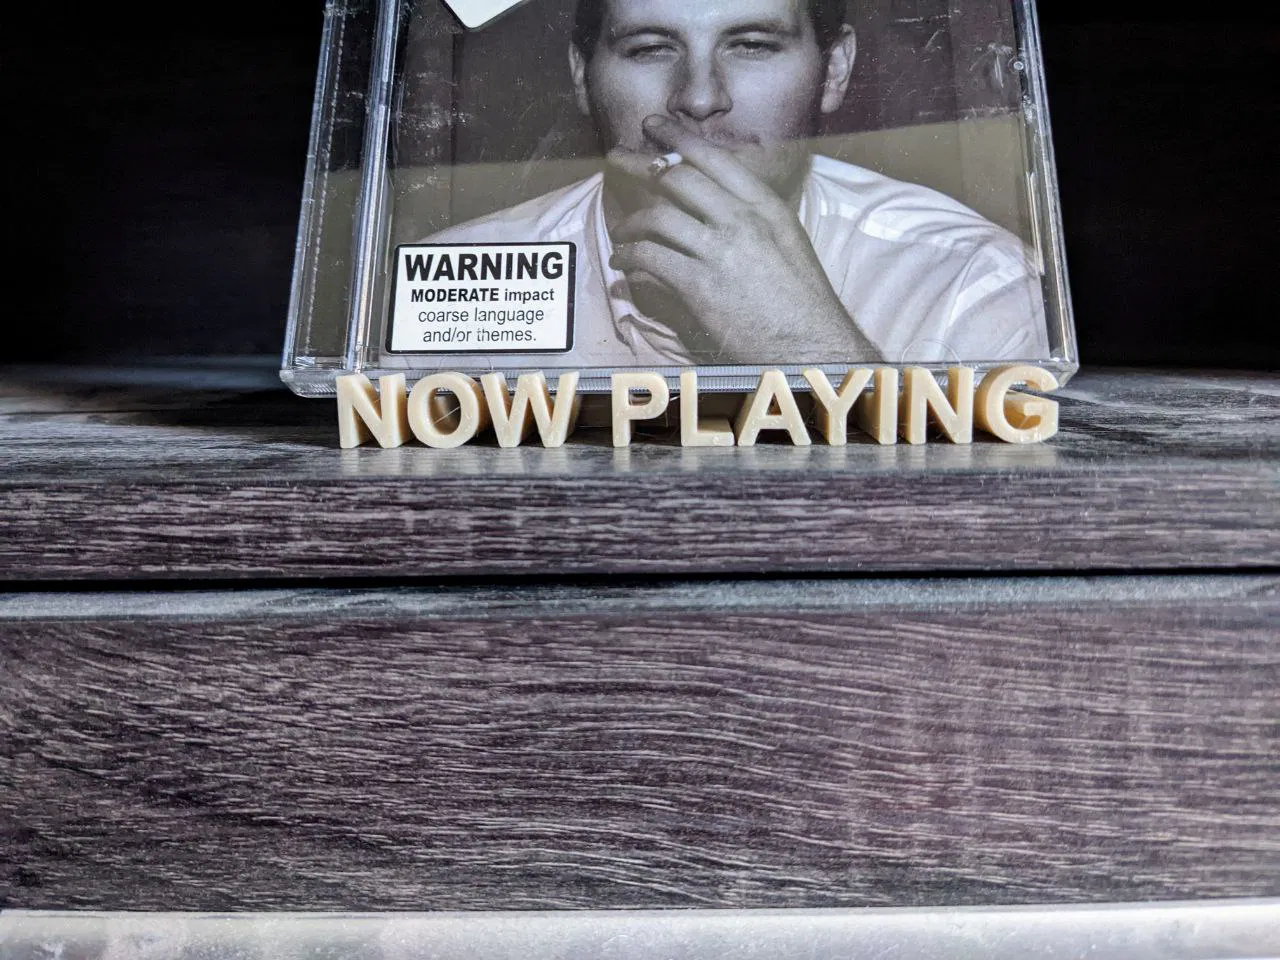 WARNING
MODERATE impact
coarse language
and/or themes.
NOW PLAYING